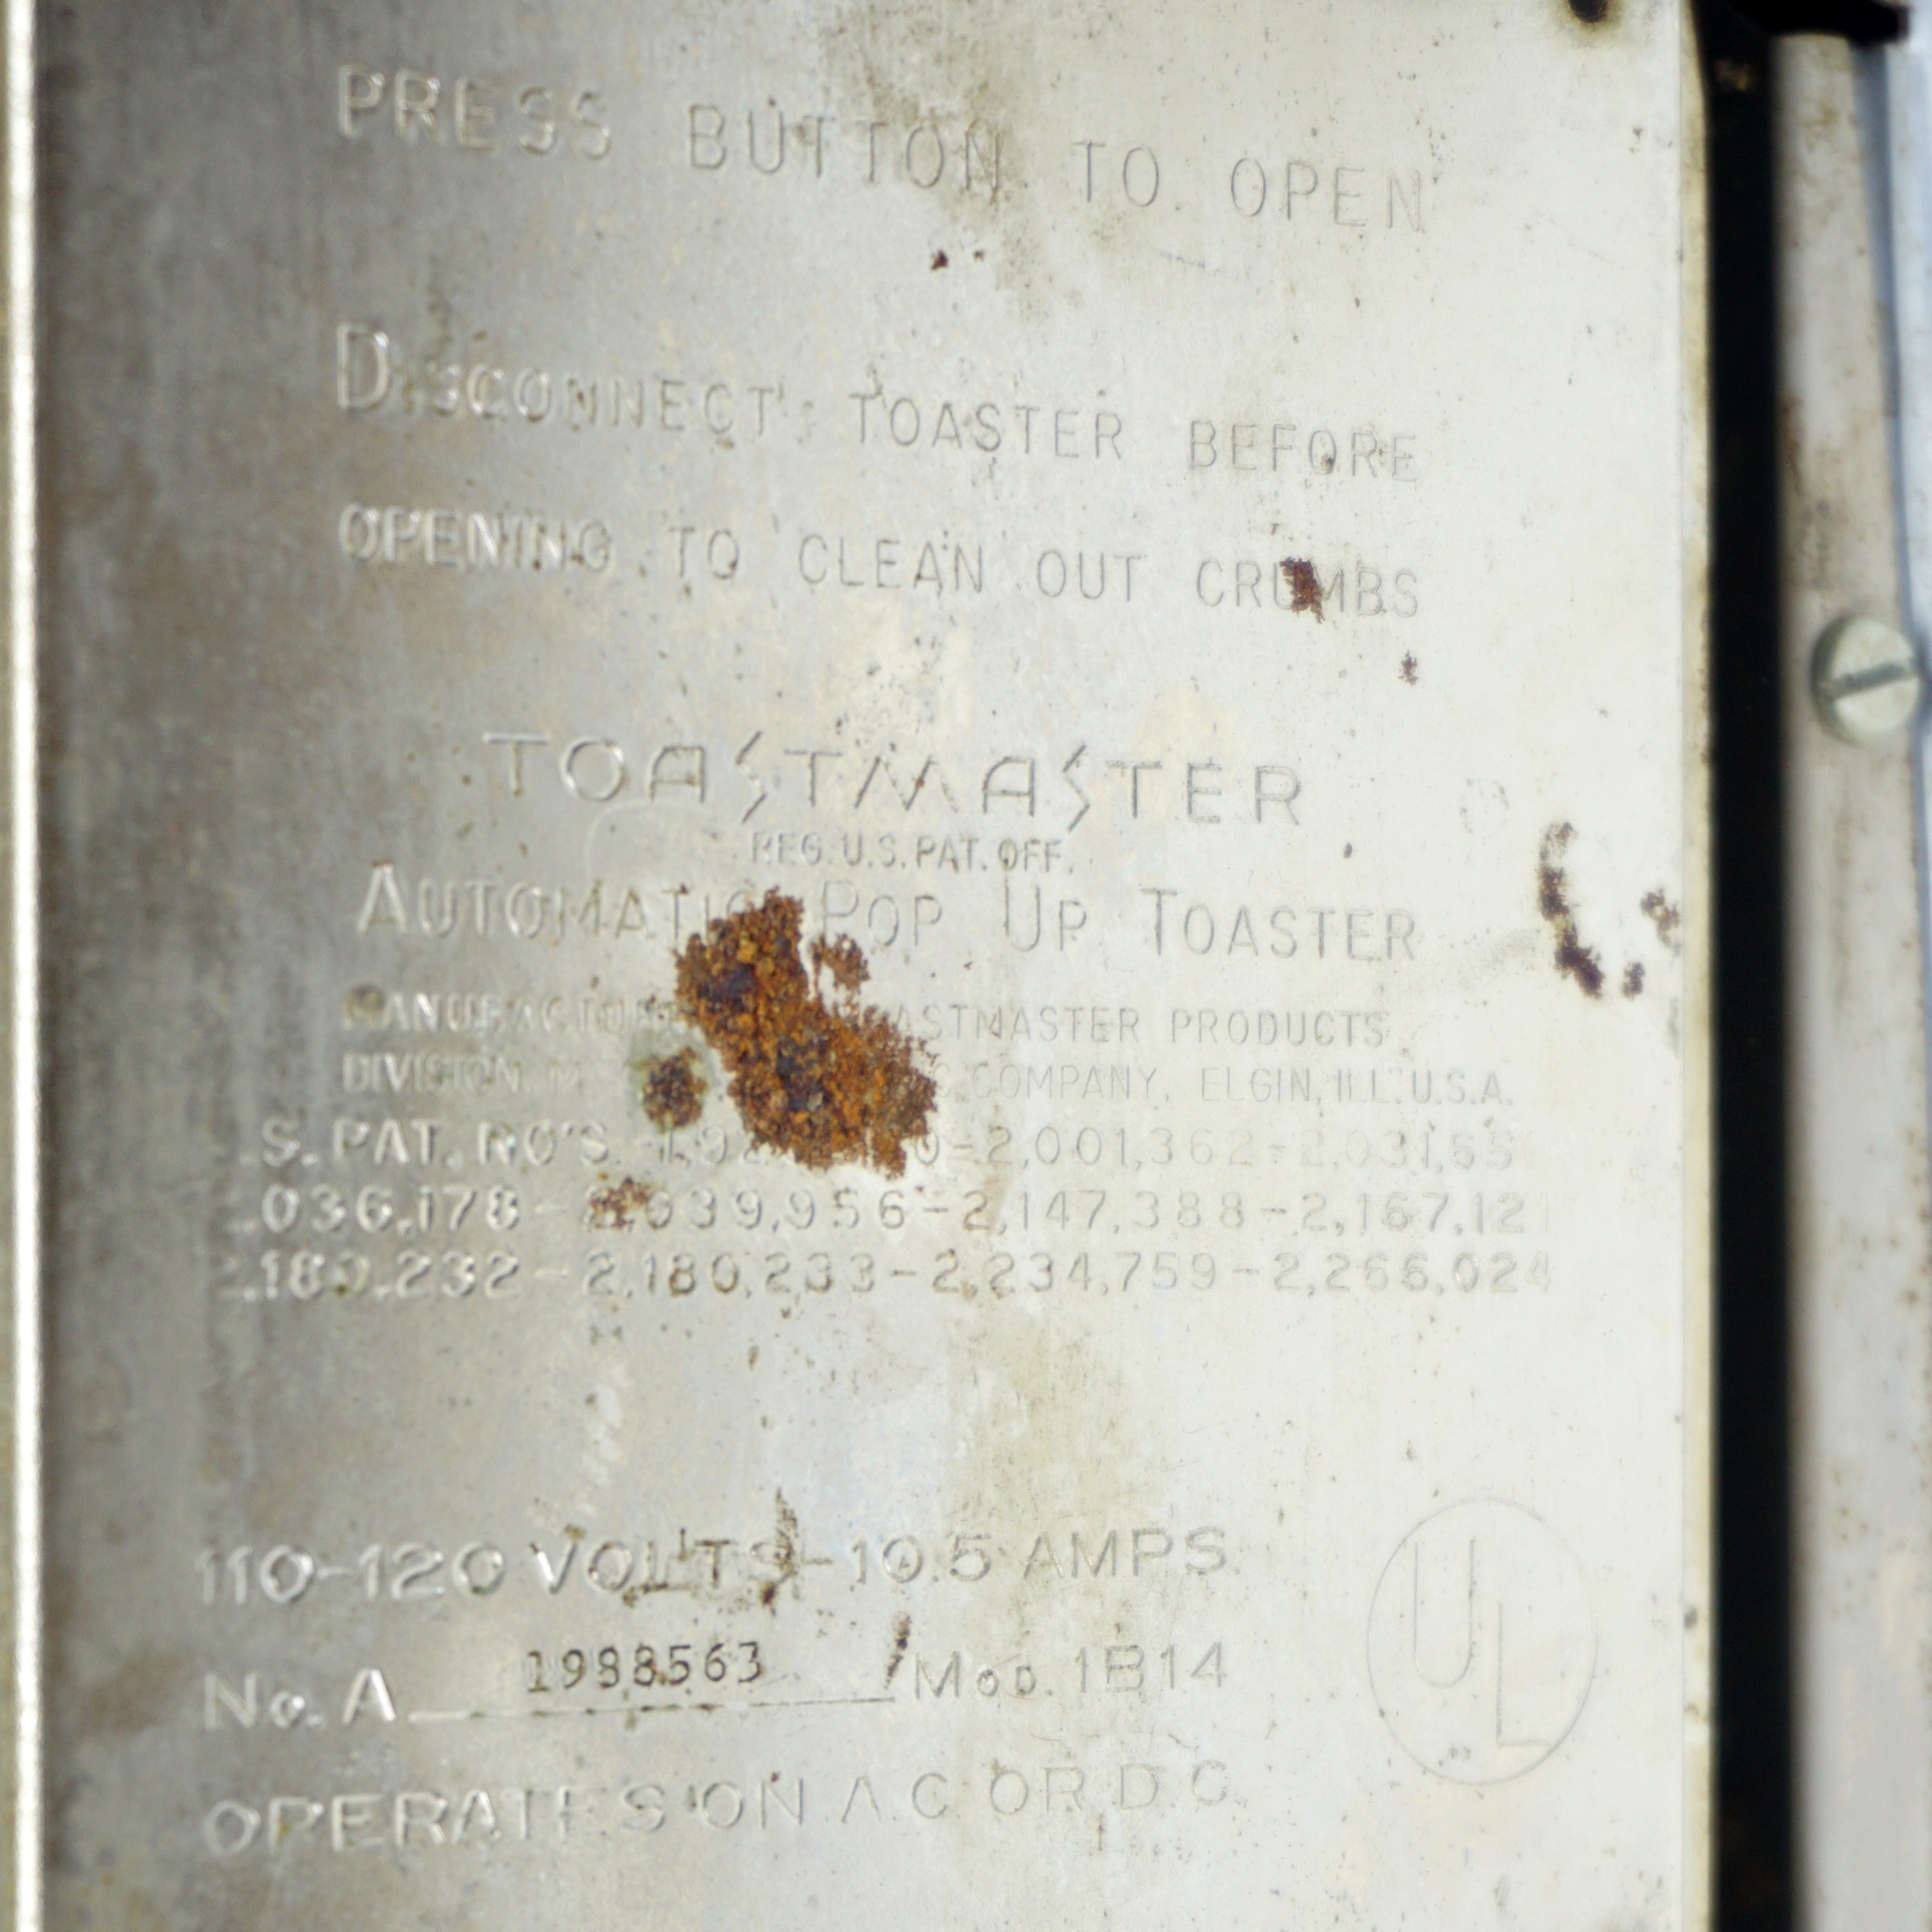 PRESS BUTTON TO OPEN
DISCONNECT TOASTER BEFORE
OPENING TO CLEAN OUT CRUMBS
TOASTMASTER
REG. U.S. PAT. OFF.
AUTOMATIC POP UP TOASTER
PRODUCTS
DIVISION, COMPANY, ELGIN, ILL. U.S.A.
S. PAT. NO'S. 2,001,362-
036,178- 2,039,956-2,147,388-2,167,121
2,180,232-2,180,233-2,234,759-2,266,024
110-120 VOLTS-10.5 AMPS.
No. A 1988563 MOD. 1B14
UL
OPERATES ON A.C. OR D.C.